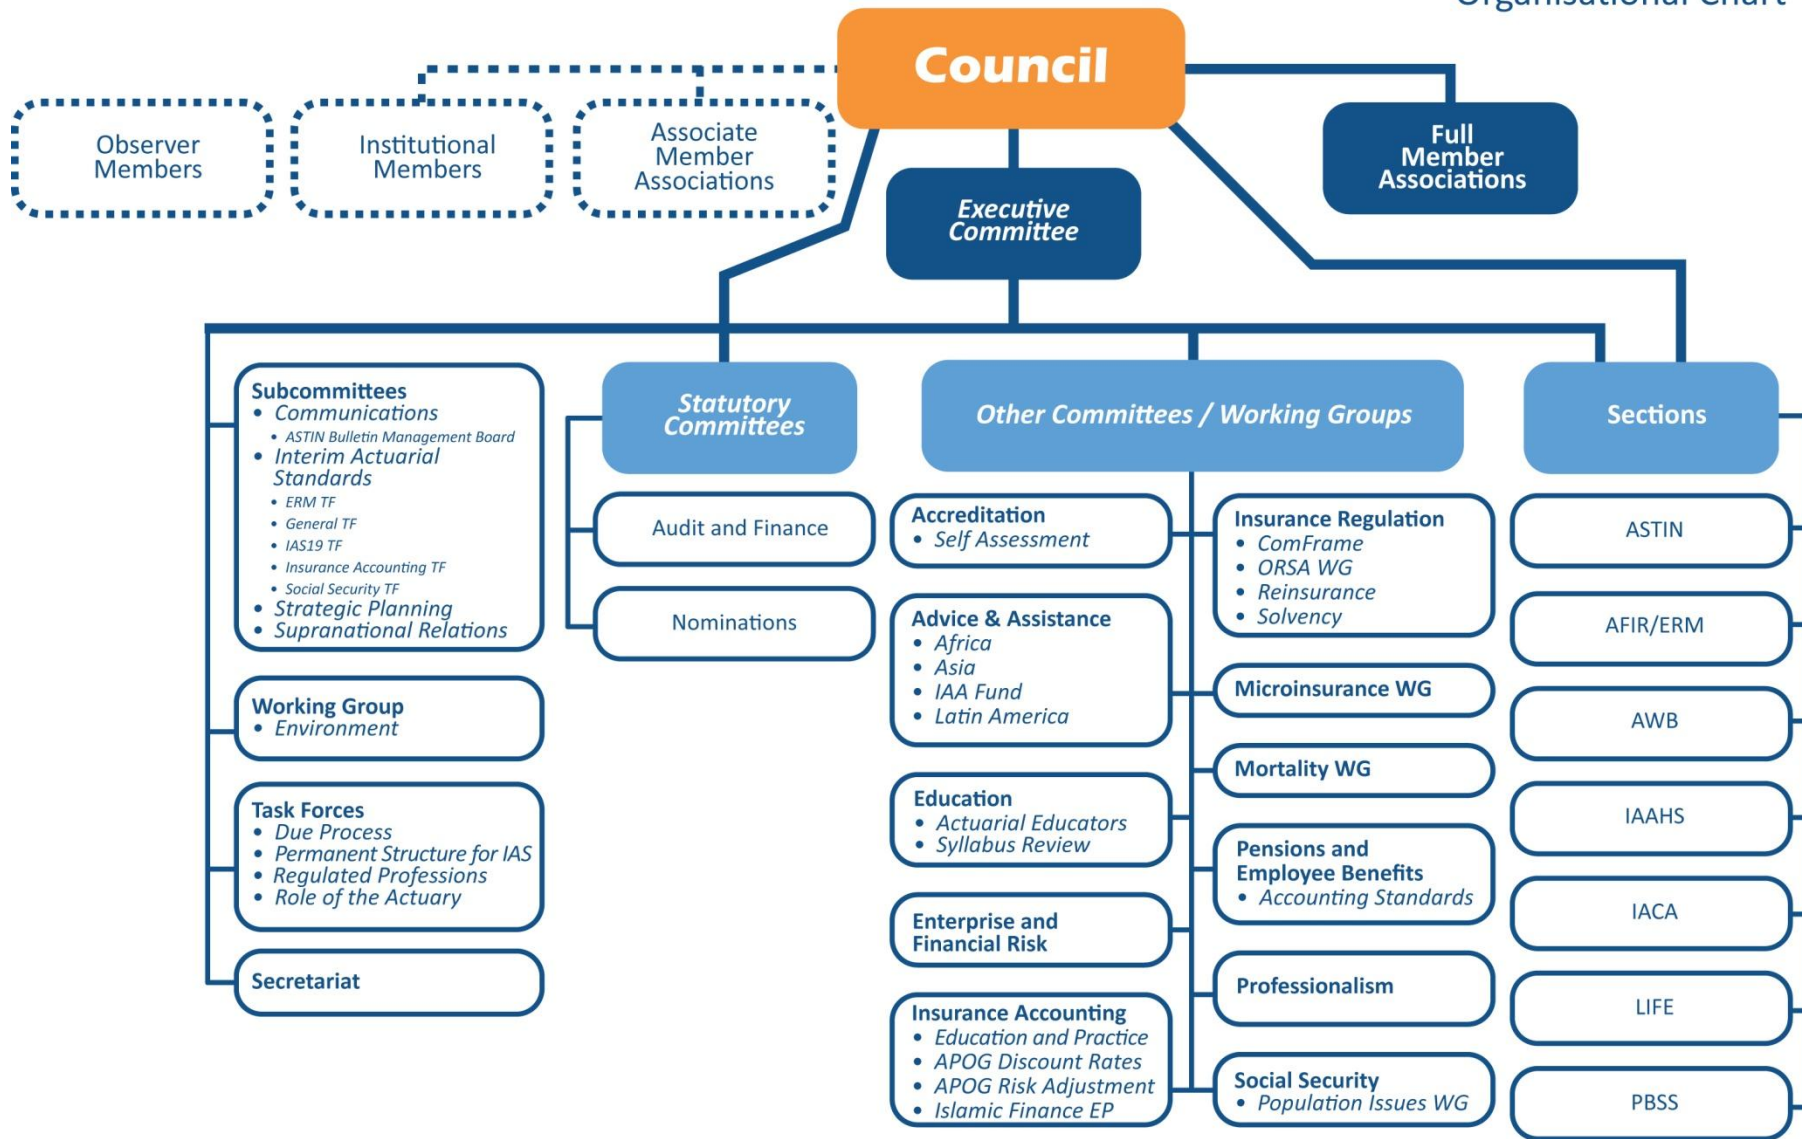 Organisational Chart
Council
Observer
Members
Institutional
Members
Associate
Member
Associations
Full
Member
Associations
Executive
Committee
Subcommittees
• Communications
• ASTIN Bulletin Management Board
• Interim Actuarial
Standards
• ERM TF
• General TF
• IAS19 TF
• Insurance Accounting TF
• Social Security TF
• Strategic Planning
• Supranational Relations
Working Group
• Environment
Task Forces
• Due Process
• Permanent Structure for IAS
• Regulated Professions
• Role of the Actuary
Secretariat
Statutory
Committees
Audit and Finance
Nominations
Other Committees / Working Groups
Accreditation
• Self Assessment
Advice & Assistance
• Africa
• Asia
• IAA Fund
• Latin America
Education
• Actuarial Educators
• Syllabus Review
Enterprise and
Financial Risk
Insurance Accounting
• Education and Practice
• APOG Discount Rates
• APOG Risk Adjustment
• Islamic Finance EP
Insurance Regulation
• ComFrame
• ORSA WG
• Reinsurance
• Solvency
Microinsurance WG
Mortality WG
Pensions and
Employee Benefits
• Accounting Standards
Professionalism
Social Security
• Population Issues WG
Sections
ASTIN
AFIR/ERM
AWB
IAAHS
IACA
LIFE
PBSS